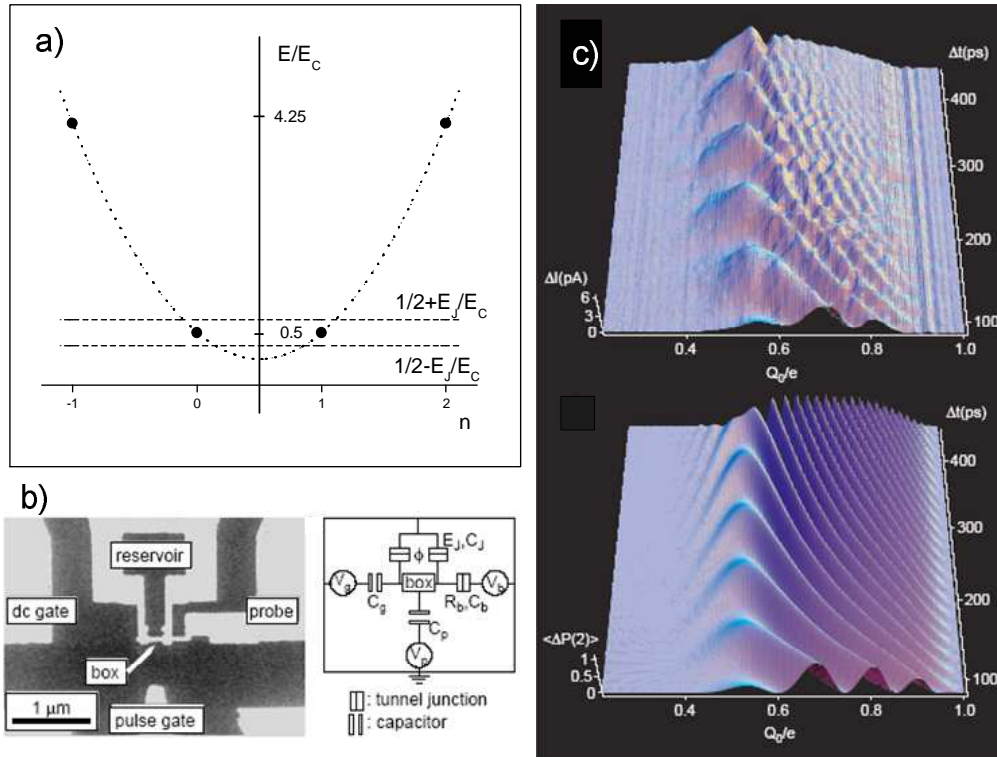 a)
E/E_C
4.25
1/2+E_J/E_C
0.5
1/2-E_J/E_C
-1 0 1 2
n
b)
reservoir
dc gate
probe
box
1 µm
pulse gate
E_J,C_J
ϕ
V_g
box
V_b
C_g
R_b,C_b
C_p
V_p
: tunnel junction
: capacitor
c)
Δt(ps)
400
300
200
100
ΔI(pA)
6
3
0
0.4 0.6 0.8 1.0
Q_0/e
Δt(ps)
400
300
200
100
<ΔP(2)>
1
0.5
0
0.4 0.6 0.8 1.0
Q_0/e